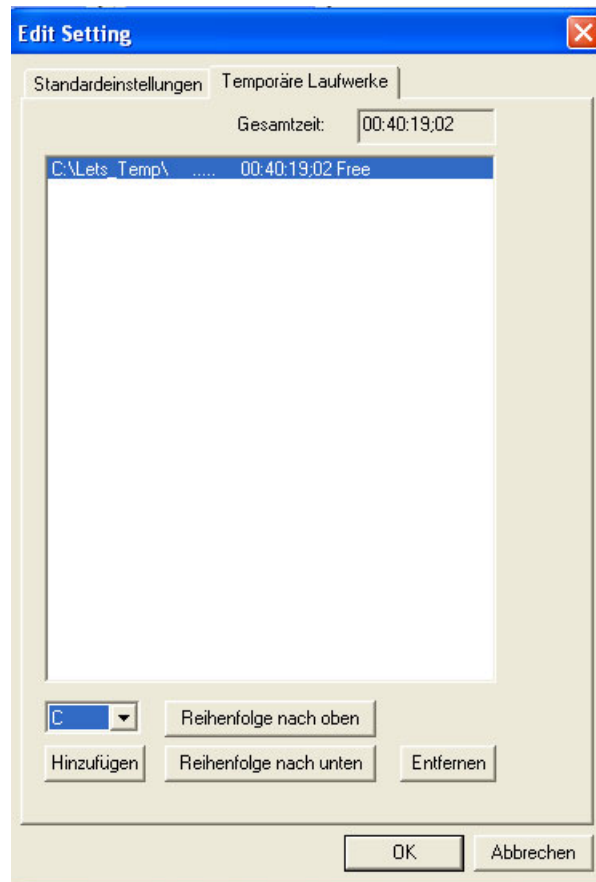 Edit Setting
Standardeinstellungen Temporäre Laufwerke
Gesamtzeit: 00:40:19;02
C:\Lets_Temp\ ..... 00:40:19;02 Free
C Reihenfolge nach oben
Hinzufügen Reihenfolge nach unten Entfernen
OK Abbrechen